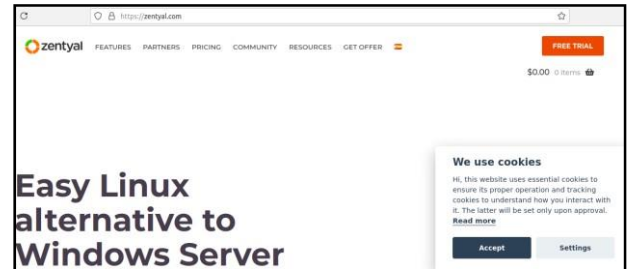 https://zentyal.com
zentyal FEATURES PARTNERS PRICING COMMUNITY RESOURCES GET OFFER FREE TRIAL
$0.00 0 items
Easy Linux
alternative to
Windows Server
We use cookies
Hi, this website uses essential cookies to
ensure its proper operation and tracking
cookies to understand how you interact with
it. The latter will be set only upon approval.
Read more
Accept Settings